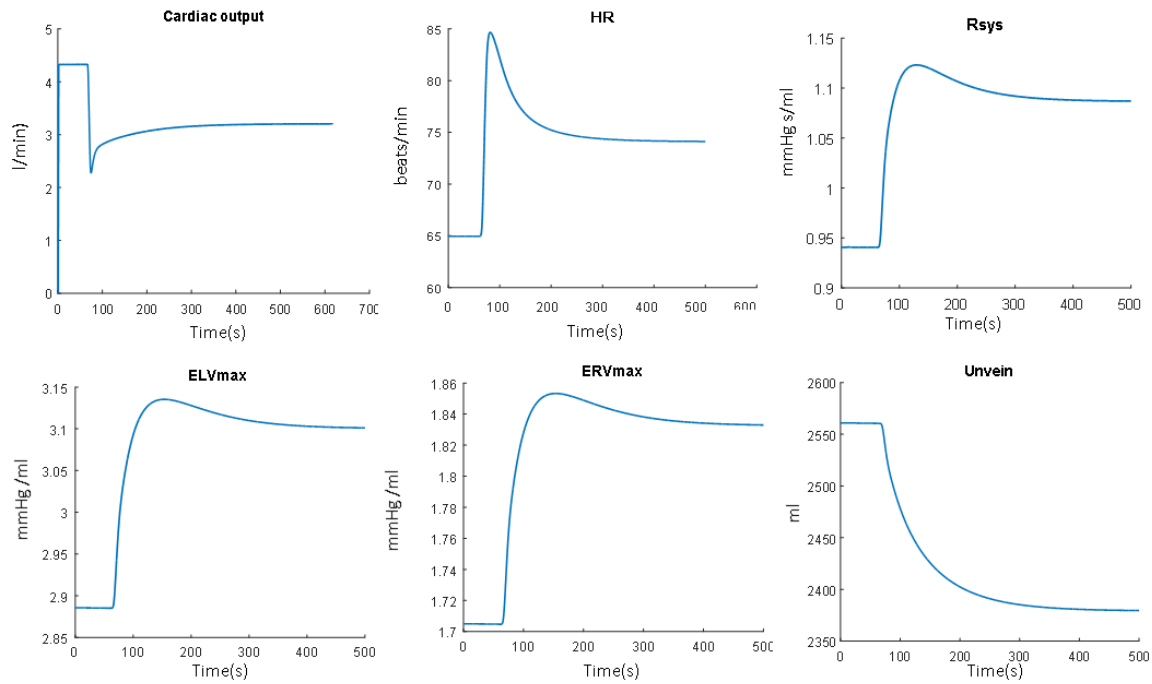 Cardiac output
l/min)
5
4
3
2
1
0
0 100 200 300 400 500 600 700
Time(s)
HR
beats/min
85
80
75
70
65
60
0 100 200 300 400 500 600
Time(s)
Rsys
mmHg s/ml
1.15
1.1
1.05
1
0.95
0.9
0 100 200 300 400 500
Time(s)
ELVmax
mmHg /ml
3.15
3.1
3.05
3
2.95
2.9
2.85
0 100 200 300 400 500
Time(s)
ERVmax
mmHg /ml
1.86
1.84
1.82
1.8
1.78
1.76
1.74
1.72
1.7
0 100 200 300 400 500
Time(s)
Unvein
ml
2600
2550
2500
2450
2400
2350
0 100 200 300 400 500
Time(s)